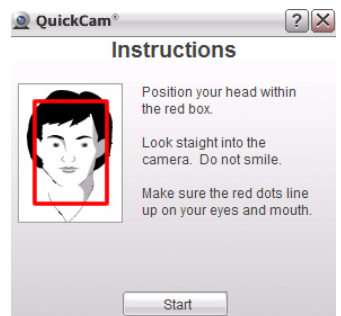 QuickCam®
Instructions
Position your head within
the red box.
Look staight into the
camera. Do not smile.
Make sure the red dots line
up on your eyes and mouth.
Start